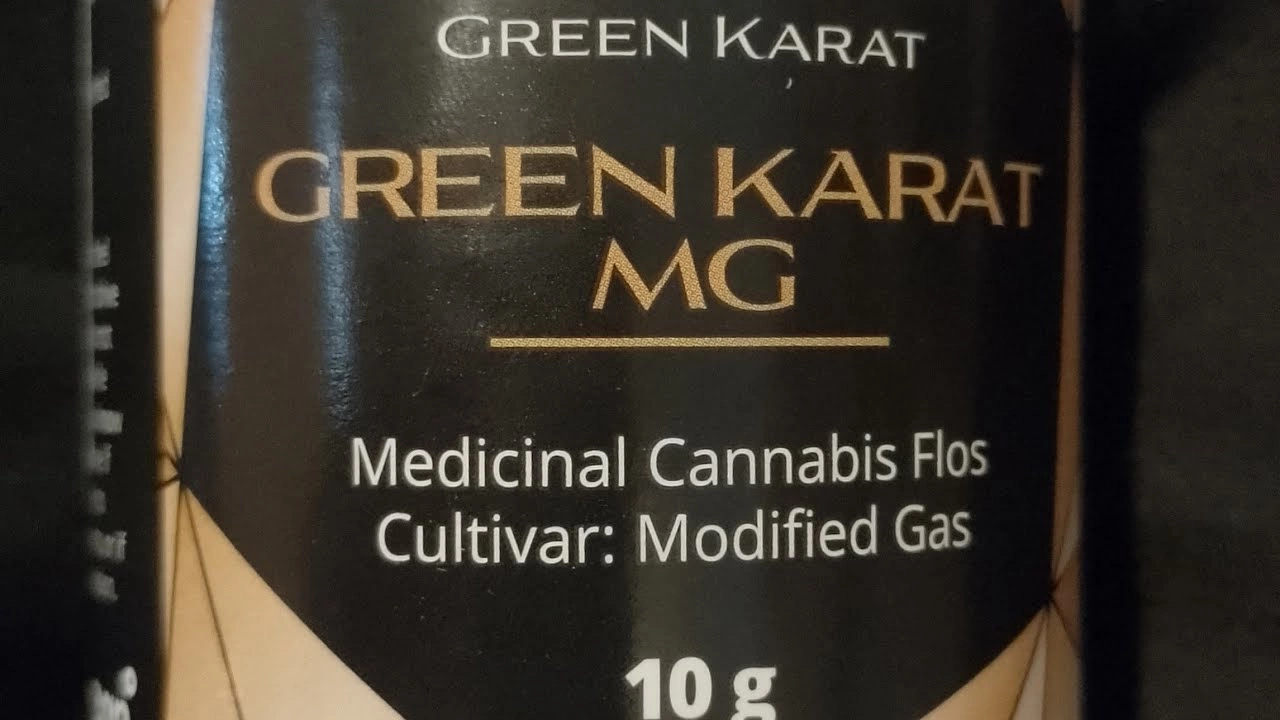 GREEN KARAT
GREEN KARAT
MG
Medicinal Cannabis Flos
Cultivar: Modified Gas
10 g